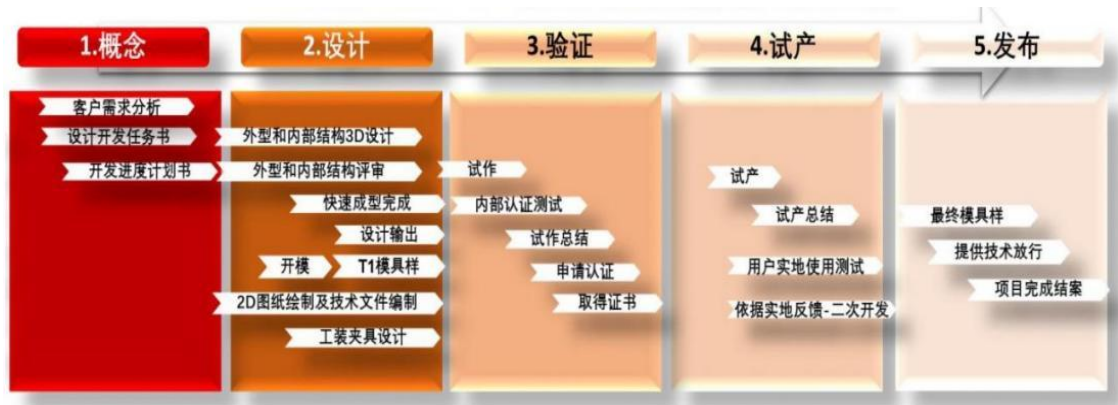 1.概念
2.设计
3.验证
4.试产
5.发布
客户需求分析
设计开发任务书
开发进度计划书
外型和内部结构3D设计
外型和内部结构评审
快速成型完成
设计输出
开模
T1模具样
2D图纸绘制及技术文件编制
工装夹具设计
试作
内部认证测试
试作总结
申请认证
取得证书
试产
试产总结
用户实地使用测试
依据实地反馈-二次开发
最终模具样
提供技术放行
项目完成结案